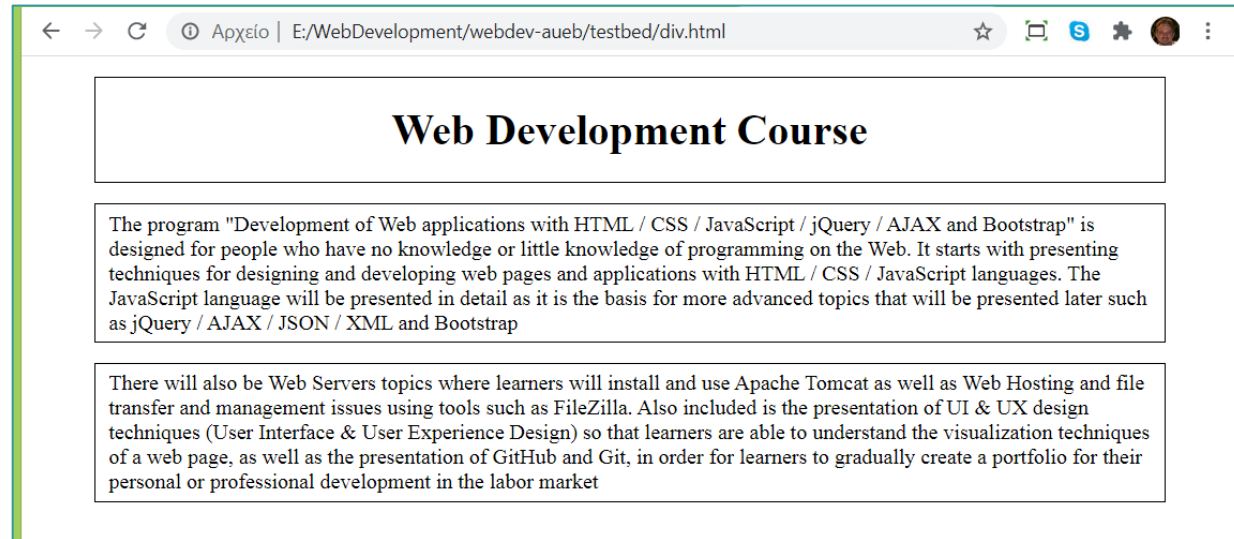 Αρχείο | E:/WebDevelopment/webdev-aueb/testbed/div.html
Web Development Course
The program "Development of Web applications with HTML / CSS / JavaScript / jQuery / AJAX and Bootstrap" is
designed for people who have no knowledge or little knowledge of programming on the Web. It starts with presenting
techniques for designing and developing web pages and applications with HTML / CSS / JavaScript languages. The
JavaScript language will be presented in detail as it is the basis for more advanced topics that will be presented later such
as jQuery / AJAX / JSON / XML and Bootstrap
There will also be Web Servers topics where learners will install and use Apache Tomcat as well as Web Hosting and file
transfer and management issues using tools such as FileZilla. Also included is the presentation of UI & UX design
techniques (User Interface & User Experience Design) so that learners are able to understand the visualization techniques
of a web page, as well as the presentation of GitHub and Git, in order for learners to gradually create a portfolio for their
personal or professional development in the labor market